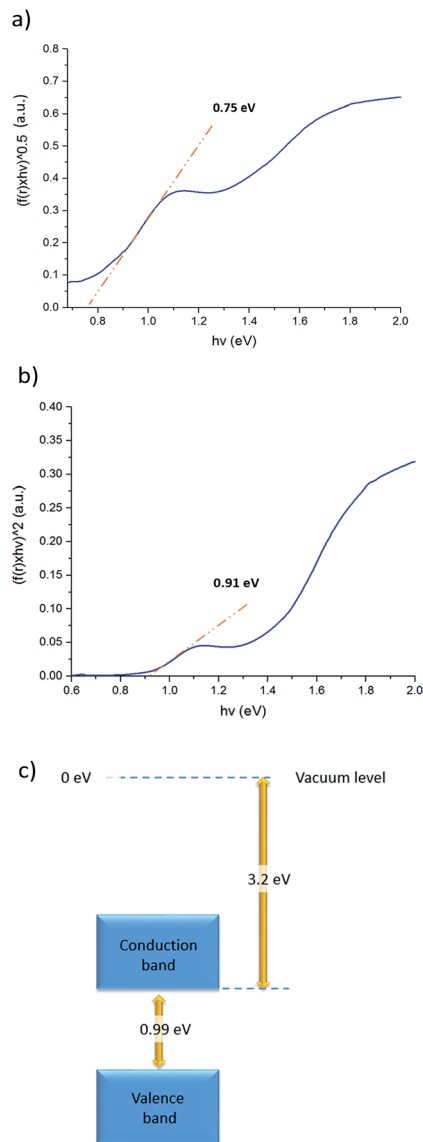 a)
0.8
0.7
0.6
0.5
0.4
0.3
0.2
0.1
0.0
(f(r)xhv)^0.5 (a.u.)
0.75 eV
0.8 1.0 1.2 1.4 1.6 1.8 2.0
hv (eV)
b)
0.40
0.35
0.30
0.25
0.20
0.15
0.10
0.05
0.00
(f(r)xhv)^2 (a.u.)
0.91 eV
0.6 0.8 1.0 1.2 1.4 1.6 1.8 2.0
hv (eV)
c)
0 eV Vacuum level
3.2 eV
Conduction
band
0.99 eV
Valence
band